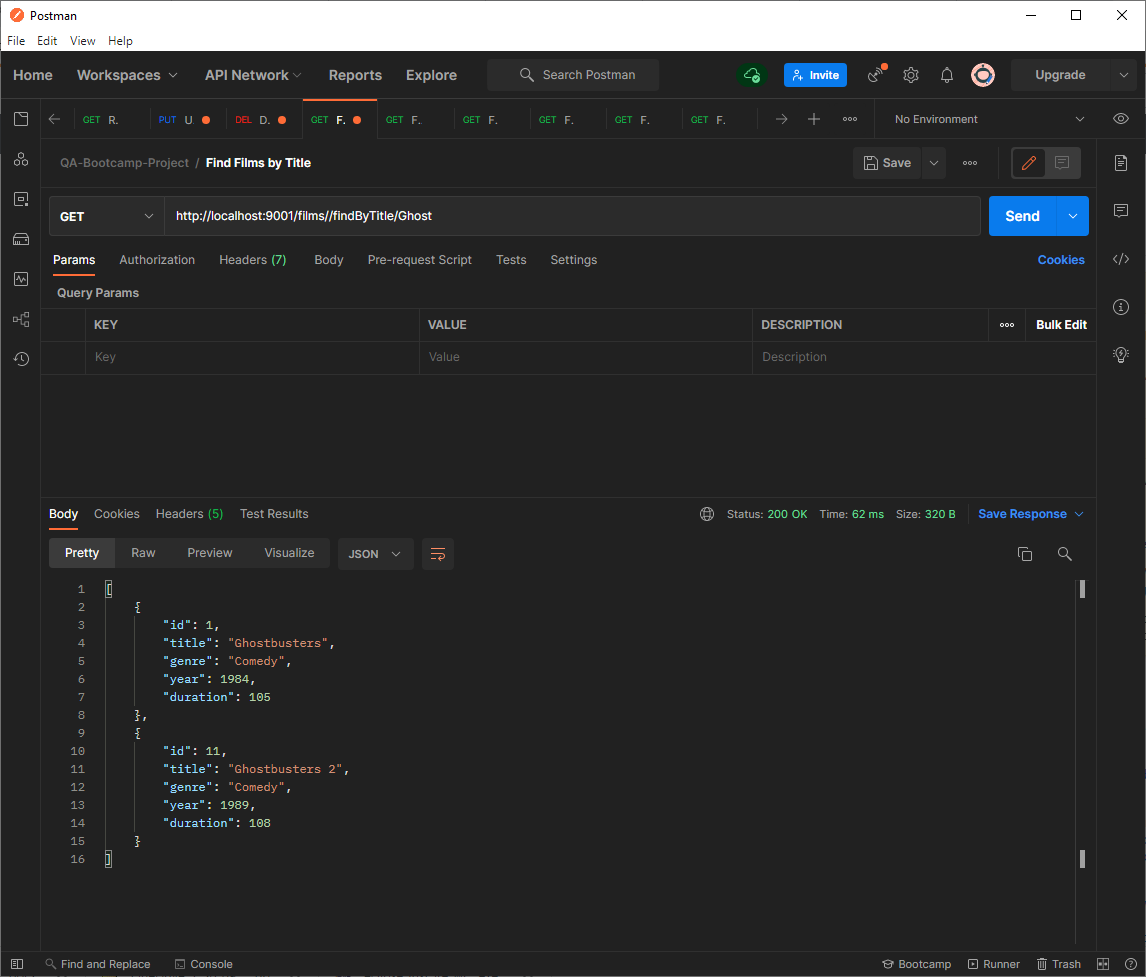 Postman
File Edit View Help
Home Workspaces API Network Reports Explore Search Postman Invite Upgrade
GET R. PUT U DEL D. GET F. GET F. GET F. GET F. GET F. GET F. No Environment
QA-Bootcamp-Project / Find Films by Title Save
GET http://localhost:9001/films//findByTitle/Ghost Send
Params Authorization Headers (7) Body Pre-request Script Tests Settings Cookies
Query Params
KEY VALUE DESCRIPTION Bulk Edit
Key Value Description
Body Cookies Headers (5) Test Results Status: 200 OK Time: 62 ms Size: 320 B Save Response
Pretty Raw Preview Visualize JSON
1 [
2 {
3 "id": 1,
4 "title": "Ghostbusters",
5 "genre": "Comedy",
6 "year": 1984,
7 "duration": 105
8 },
9 {
10 "id": 11,
11 "title": "Ghostbusters 2",
12 "genre": "Comedy",
13 "year": 1989,
14 "duration": 108
15 }
16 ]
Find and Replace Console Bootcamp Runner Trash